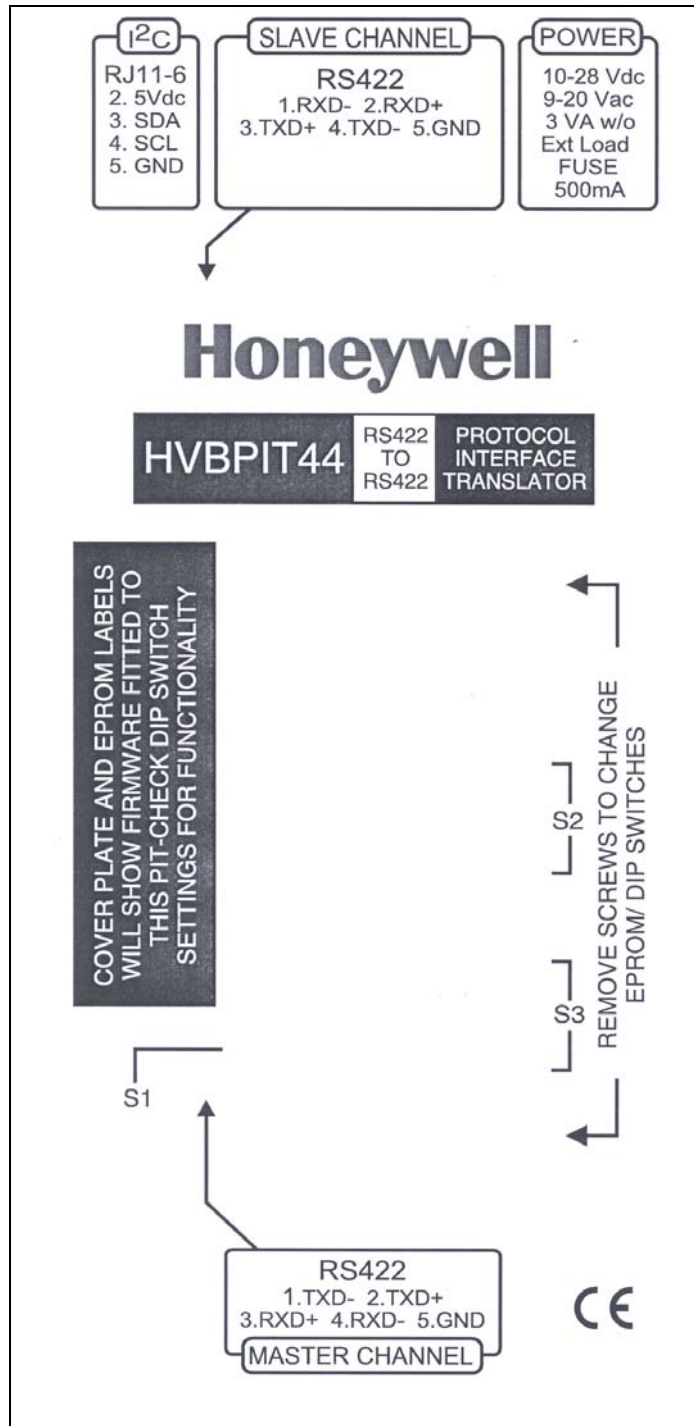 I²C
RJ11-6
2. 5Vdc
3. SDA
4. SCL
5. GND
SLAVE CHANNEL
RS422
1.RXD- 2.RXD+
3.TXD+ 4.TXD- 5.GND
POWER
10-28 Vdc
9-20 Vac
3 VA w/o
Ext Load
FUSE
500mA
Honeywell
HVBPIT44
RS422
TO
RS422
PROTOCOL
INTERFACE
TRANSLATOR
COVER PLATE AND EPROM LABELS
WILL SHOW FIRMWARE FITTED TO
THIS PIT-CHECK DIP SWITCH
SETTINGS FOR FUNCTIONALITY
S2
S3
REMOVE SCREWS TO CHANGE
EPROM/ DIP SWITCHES
S1
RS422
1.TXD- 2.TXD+
3.RXD+ 4.RXD- 5.GND
MASTER CHANNEL
CE